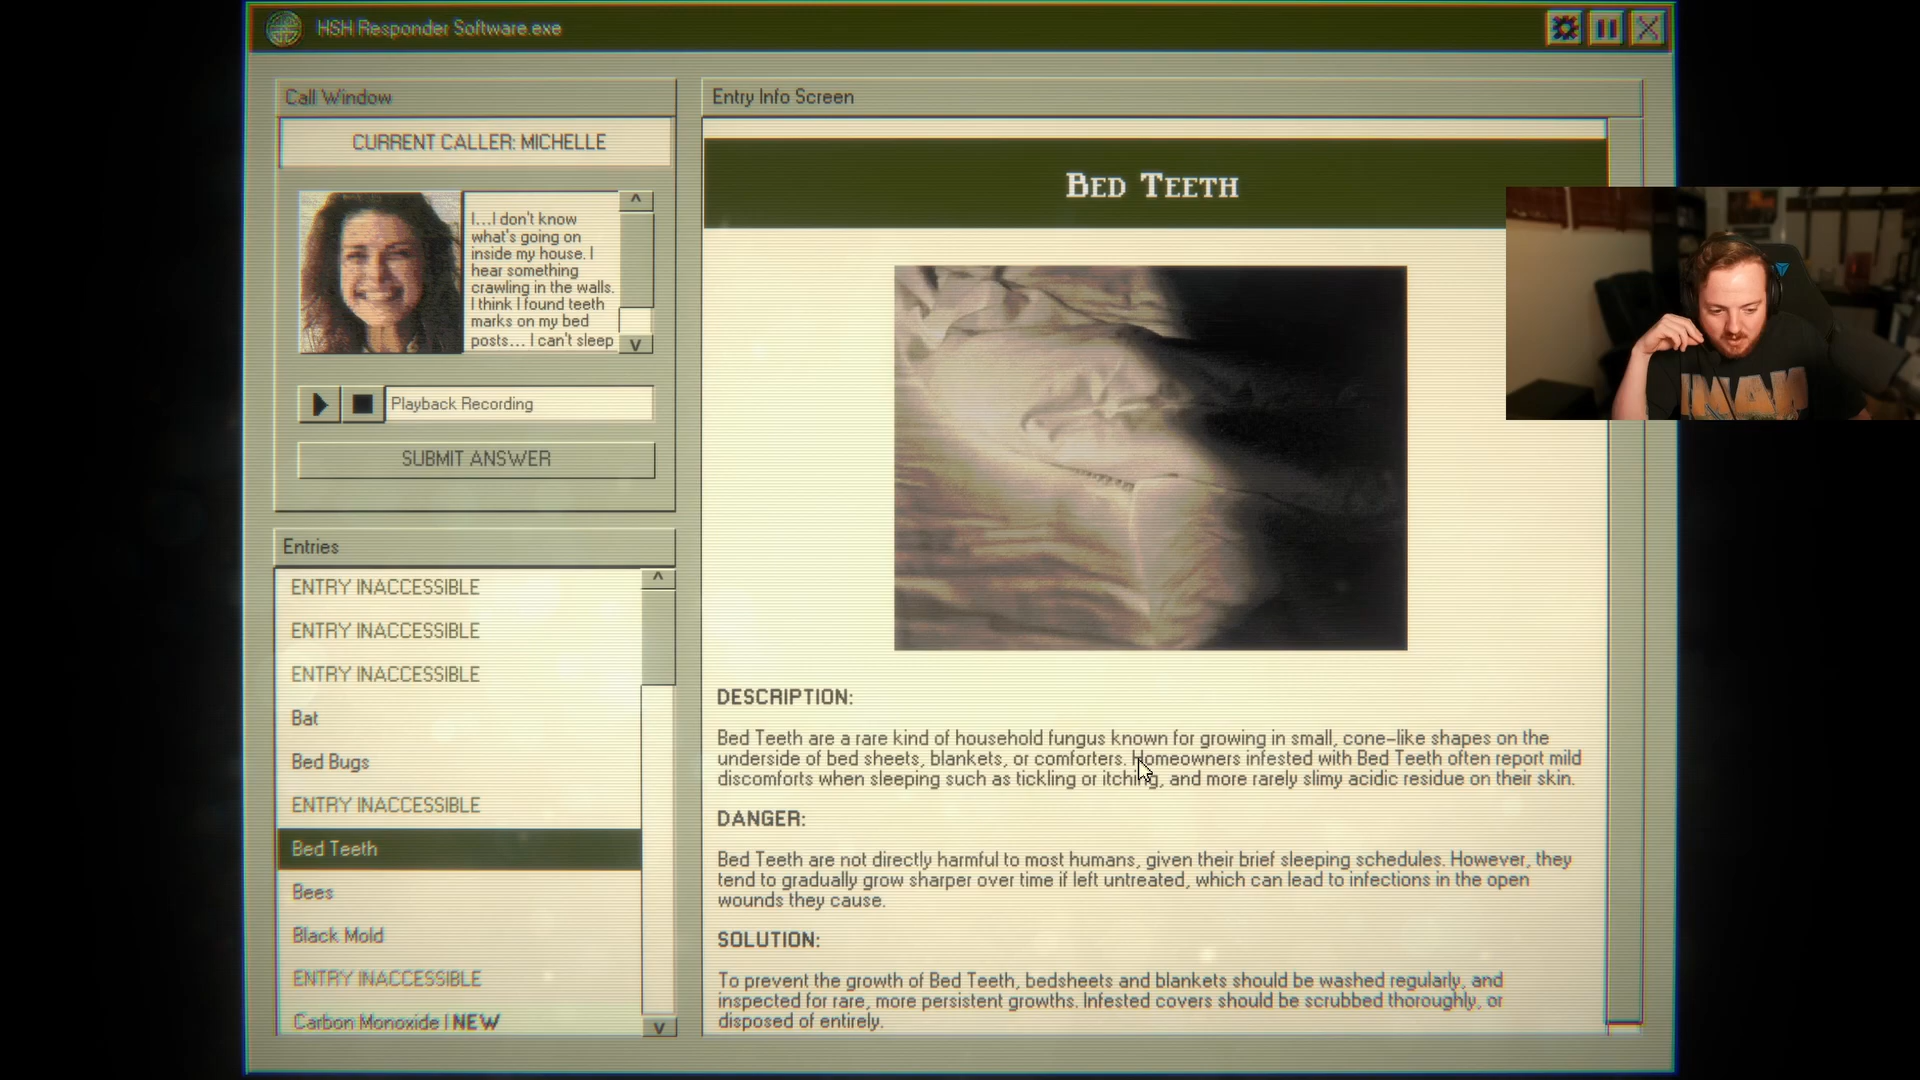 HSH Responder Software.exe
Call Window
CURRENT CALLER: MICHELLE
I...I don't know
what's going on
inside my house. I
hear something
crawling in the walls.
I think I found teeth
marks on my bed
posts... I can't sleep
Playback Recording
SUBMIT ANSWER
Entries
ENTRY INACCESSIBLE
ENTRY INACCESSIBLE
ENTRY INACCESSIBLE
Bat
Bed Bugs
ENTRY INACCESSIBLE
Bed Teeth
Bees
Black Mold
ENTRY INACCESSIBLE
Carbon Monoxide | NEW
Entry Info Screen
BED TEETH
DESCRIPTION:
Bed Teeth are a rare kind of household fungus known for growing in small, cone-like shapes on the
underside of bed sheets, blankets, or comforters. Homeowners infested with Bed Teeth often report mild
discomforts when sleeping such as tickling or itching, and more rarely slimy acidic residue on their skin.
DANGER:
Bed Teeth are not directly harmful to most humans, given their brief sleeping schedules. However, they
tend to gradually grow sharper over time if left untreated, which can lead to infections in the open
wounds they cause.
SOLUTION:
To prevent the growth of Bed Teeth, bedsheets and blankets should be washed regularly, and
inspected for rare, more persistent growths. Infested covers should be scrubbed thoroughly, or
disposed of entirely.